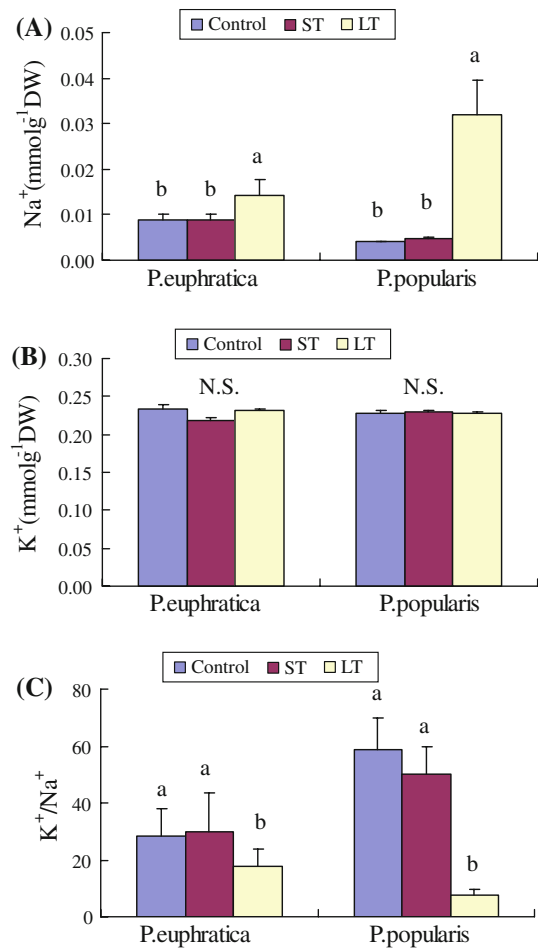 (A)
Control ST LT
Na⁺(mmolg⁻¹DW)
0.05
0.04
0.03
0.02
0.01
0.00
b b a b b a
P.euphratica P.popularis
(B)
Control ST LT
K⁺(mmolg⁻¹DW)
0.30
0.25
0.20
0.15
0.10
0.05
0.00
N.S. N.S.
P.euphratica P.popularis
(C)
Control ST LT
K⁺/Na⁺
80
60
40
20
0
a a b a a b
P.euphratica P.popularis